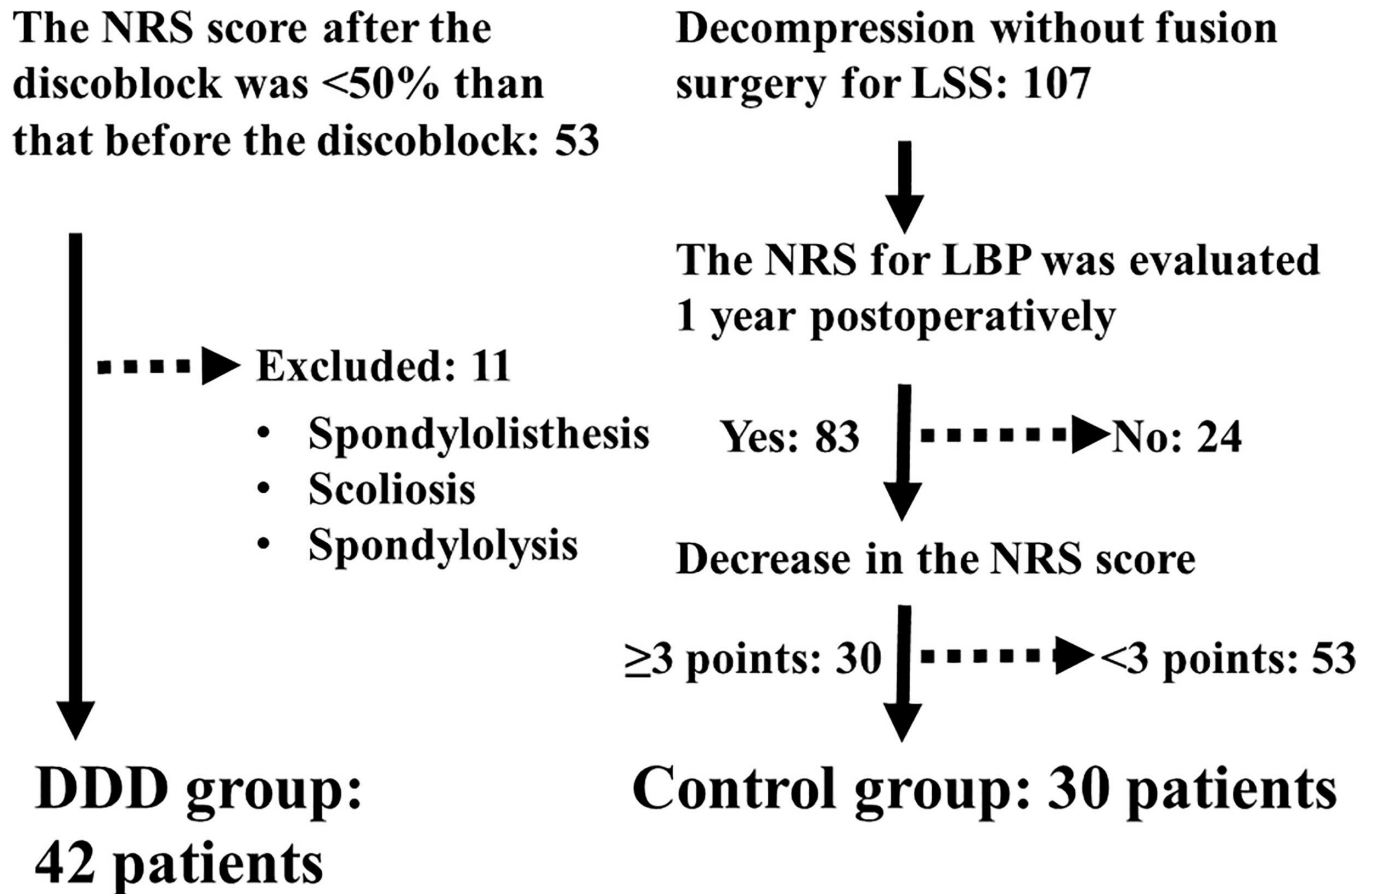 The NRS score after the
discoblock was <50% than
that before the discoblock: 53
Excluded: 11
• Spondylolisthesis
• Scoliosis
• Spondylolysis
DDD group:
42 patients
Decompression without fusion
surgery for LSS: 107
The NRS for LBP was evaluated
1 year postoperatively
Yes: 83
No: 24
Decrease in the NRS score
≥3 points: 30
<3 points: 53
Control group: 30 patients